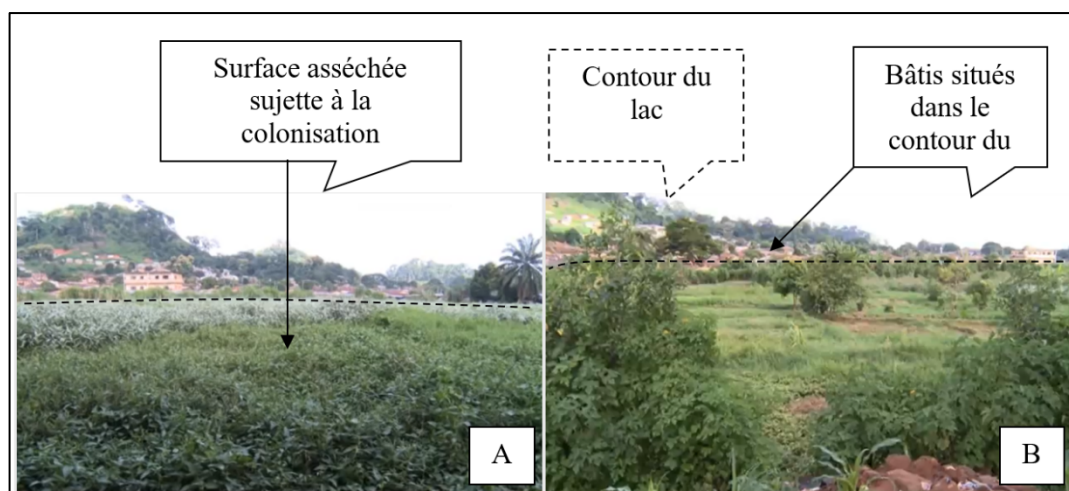 Surface asséchée
sujette à la
colonisation
Contour du
lac
Bâtis situés
dans le
contour du
A
B